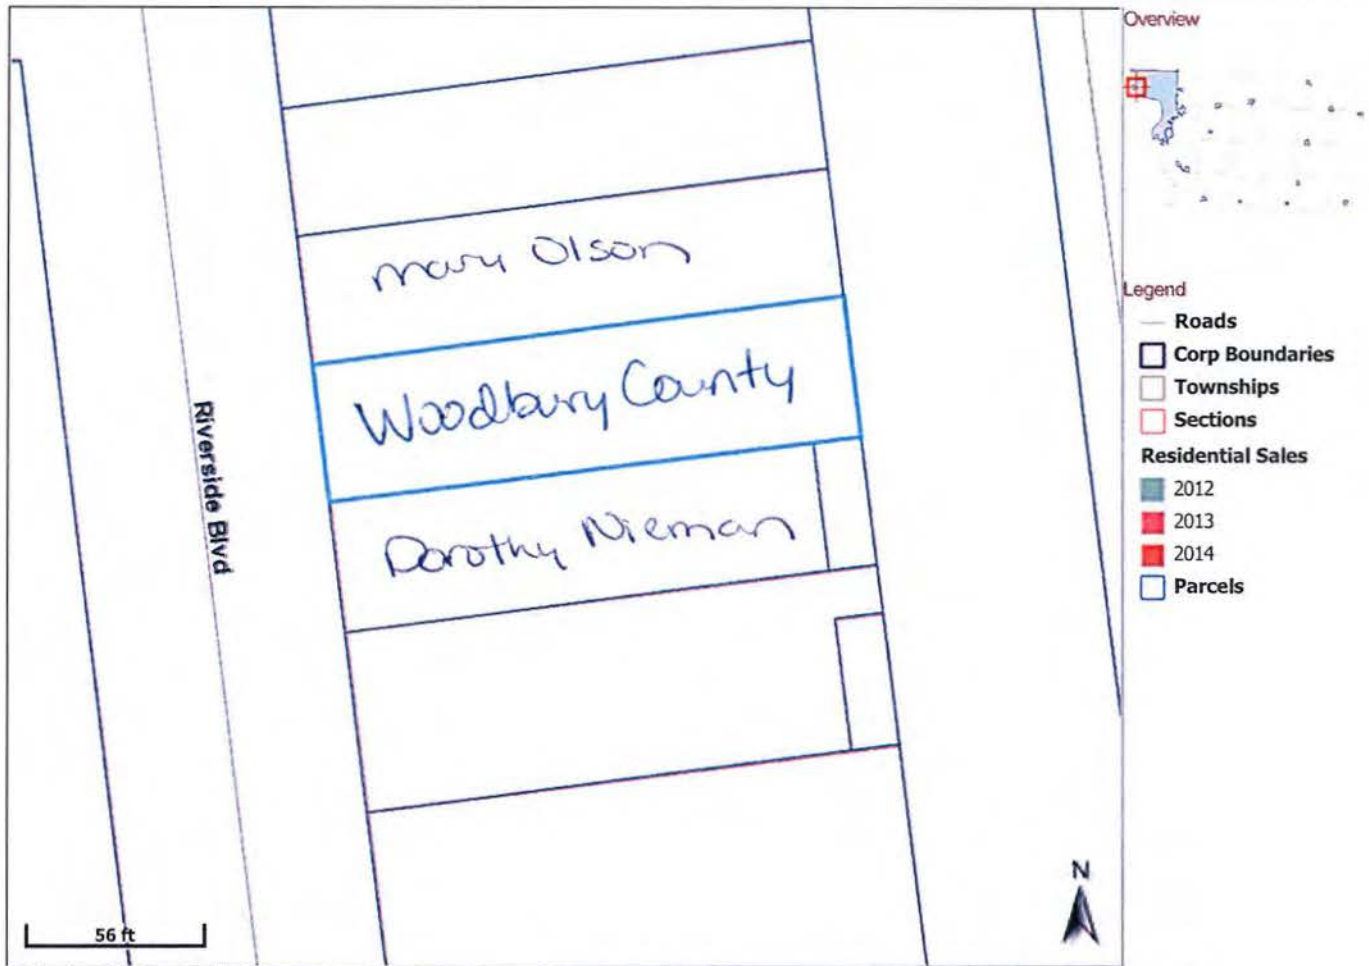 Overview
Mary Olson
Legend
Roads
Corp Boundaries
Woodbury County
Townships
Sections
Riverside Blvd
Residential Sales
2012
Dorothy Nieman
2013
2014
Parcels
N
56 ft